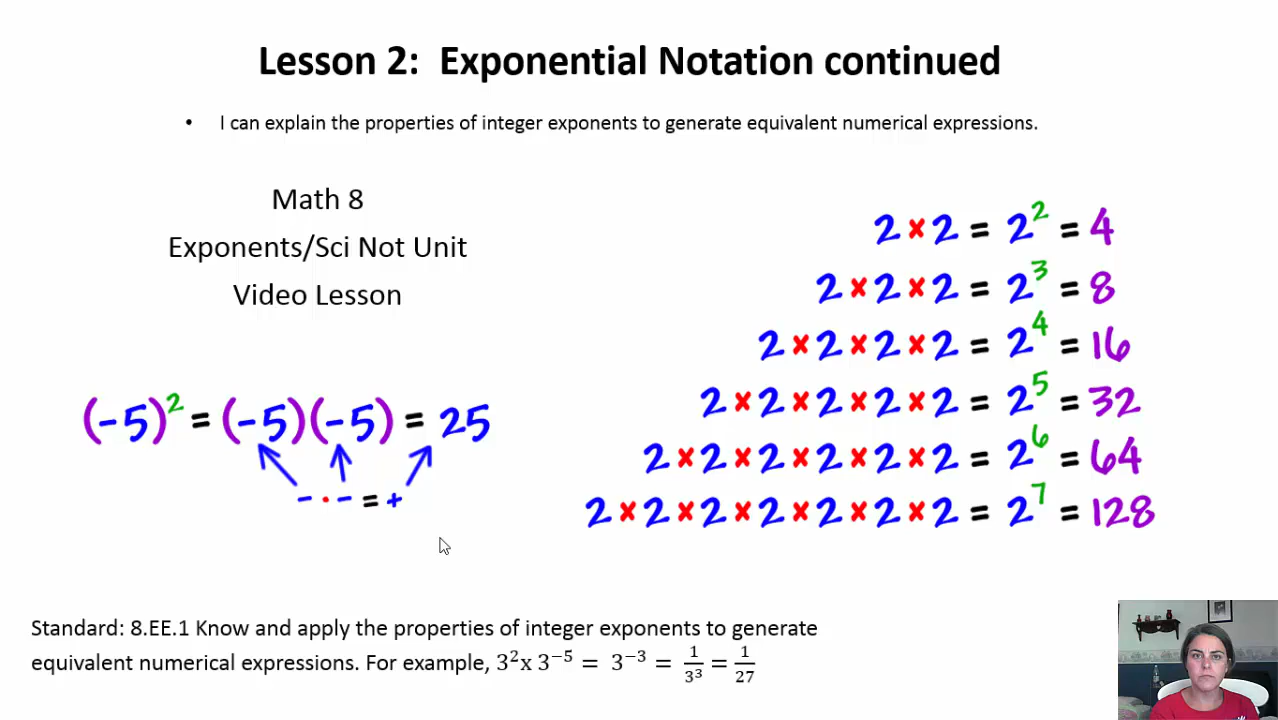 Lesson 2: Exponential Notation continued
• I can explain the properties of integer exponents to generate equivalent numerical expressions.
Math 8
Exponents/Sci Not Unit
Video Lesson
2 × 2 = 2² = 4
2 × 2 × 2 = 2³ = 8
2 × 2 × 2 × 2 = 2⁴ = 16
2 × 2 × 2 × 2 × 2 = 2⁵ = 32
2 × 2 × 2 × 2 × 2 × 2 = 2⁶ = 64
2 × 2 × 2 × 2 × 2 × 2 × 2 = 2⁷ = 128
(-5)² = (-5)(-5) = 25
- · - = +
Standard: 8.EE.1 Know and apply the properties of integer exponents to generate
equivalent numerical expressions. For example, 3²x 3⁻⁵ = 3⁻³ = 1/3³ = 1/27